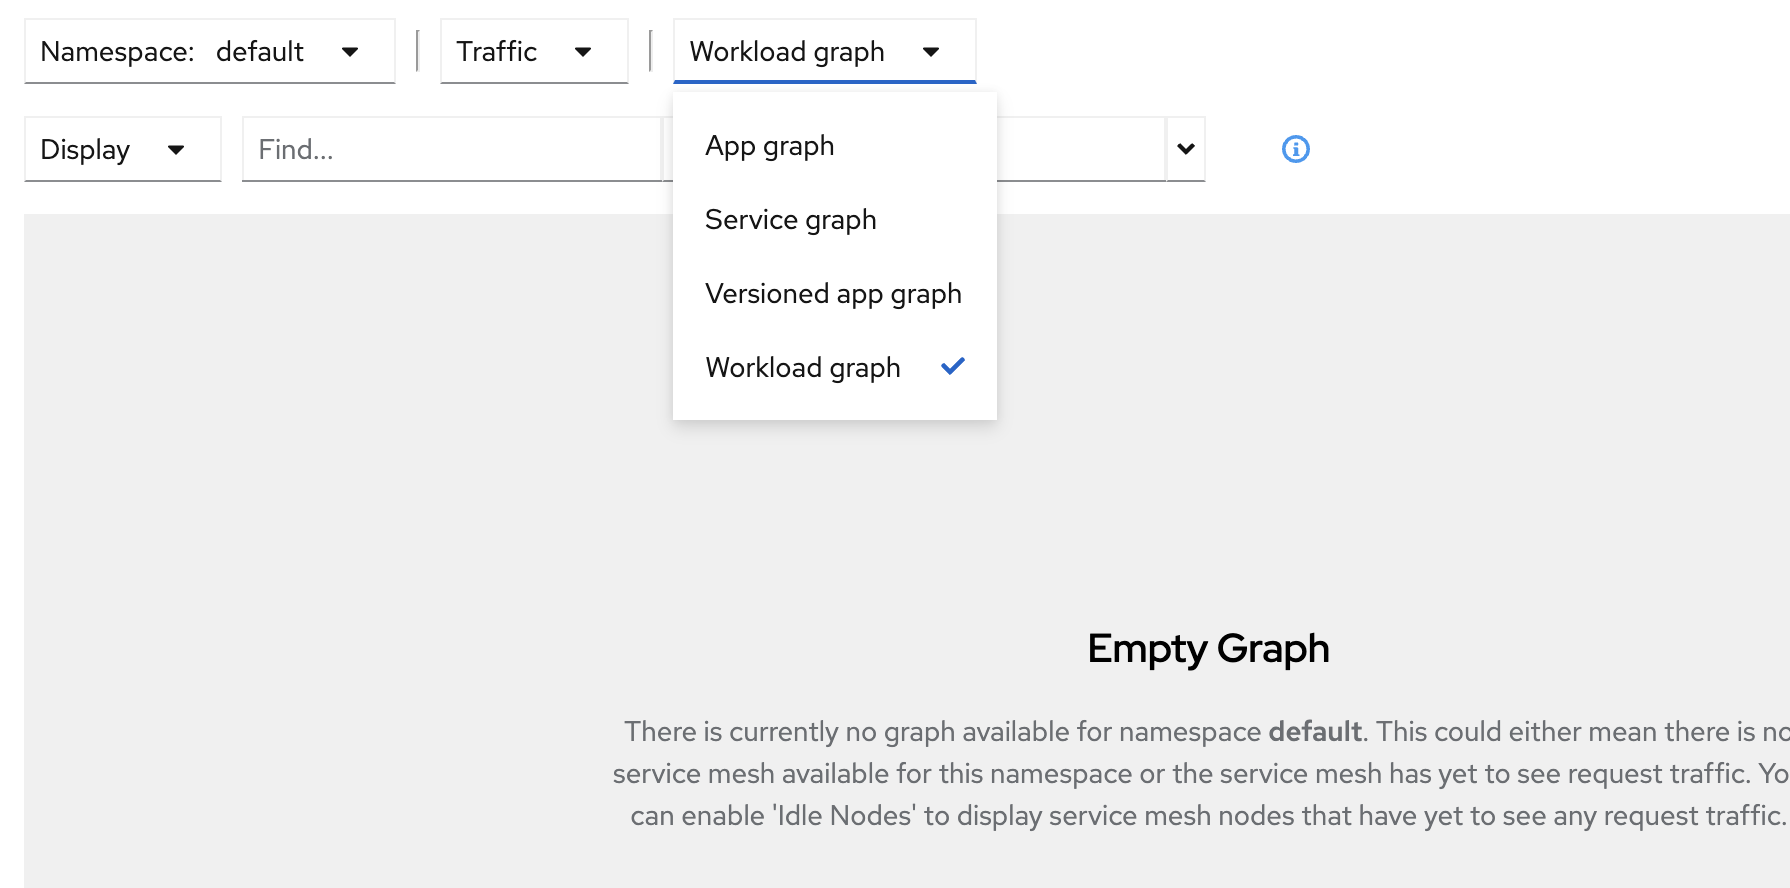 Namespace: default
Traffic
Workload graph
Display
Find...
App graph
Service graph
Versioned app graph
Workload graph
Empty Graph
There is currently no graph available for namespace default. This could either mean there is no
service mesh available for this namespace or the service mesh has yet to see request traffic. Yo
can enable 'Idle Nodes' to display service mesh nodes that have yet to see any request traffic.